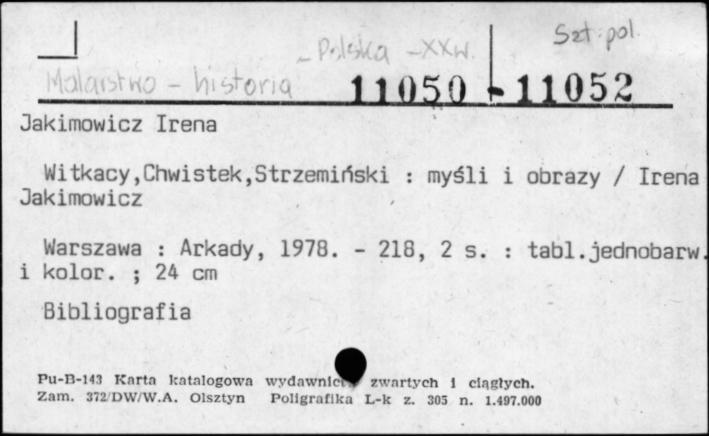 Szt. pol.
- Polska - XXw.
Malarstwo - historia
11050 - 11052
Jakimowicz Irena
Witkacy,Chwistek,Strzemiński : myśli i obrazy / Irena
Jakimowicz
Warszawa : Arkady, 1978. - 218, 2 s. : tabl.jednobarw.
i kolor. ; 24 cm
Bibliografia
Pu-B-143 Karta katalogowa zwartych i ciągłych.
Zam. 372/DW/W.A. Olsztyn Poligrafika L-k z. 305 n. 1.497.000